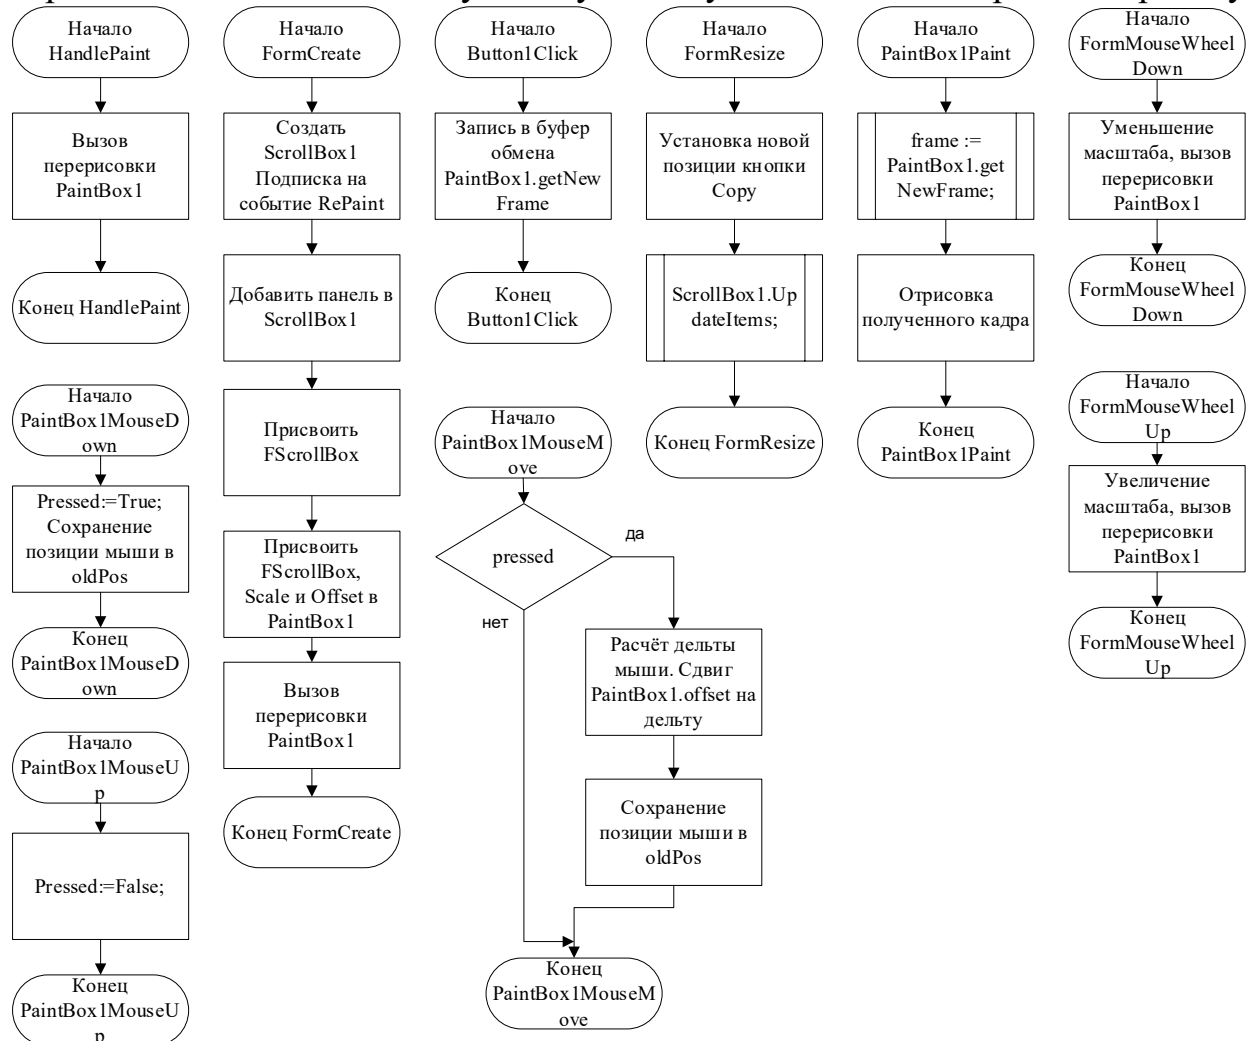 Начало
HandlePaint
Вызов
перерисовки
PaintBox1
Конец HandlePaint
Начало
PaintBox1MouseD
own
Pressed:=True;
Сохранение
позиции мыши в
oldPos
Конец
PaintBox1MouseD
own
Начало
PaintBox1MouseU
p
Pressed:=False;
Конец
PaintBox1MouseU
p
Начало
FormCreate
Создать
ScrollBox1
Подписка на
событие RePaint
Добавить панель в
ScrollBox1
Присвоить
FScrollBox
Присвоить
FScrollBox,
Scale и Offset в
PaintBox1
Вызов
перерисовки
PaintBox1
Конец FormCreate
Начало
Button1Click
Запись в буфер
обмена
PaintBox1.getNew
Frame
Конец
Button1Click
Начало
PaintBox1MouseM
ove
pressed
да
нет
Расчёт дельты
мыши. Сдвиг
PaintBox1.offset на
дельту
Сохранение
позиции мыши в
oldPos
Конец
PaintBox1MouseM
ove
Начало
FormResize
Установка новой
позиции кнопки
Copy
ScrollBox1.Up
dateItems;
Конец FormResize
Начало
PaintBox1Paint
frame :=
PaintBox1.get
NewFrame;
Отрисовка
полученного кадра
Конец
PaintBox1Paint
Начало
FormMouseWheel
Down
Уменьшение
масштаба, вызов
перерисовки
PaintBox1
Конец
FormMouseWheel
Down
Начало
FormMouseWheel
Up
Увеличение
масштаба, вызов
перерисовки
PaintBox1
Конец
FormMouseWheel
Up